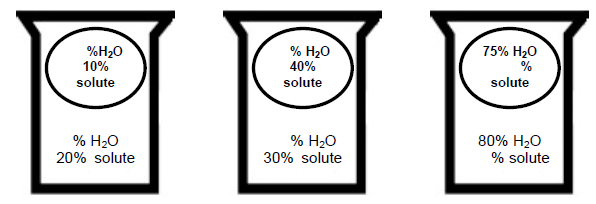 %H₂O
10%
solute
% H₂O
20% solute
% H₂O
40%
solute
% H₂O
30% solute
75% H₂O
%
solute
80% H₂O
% solute